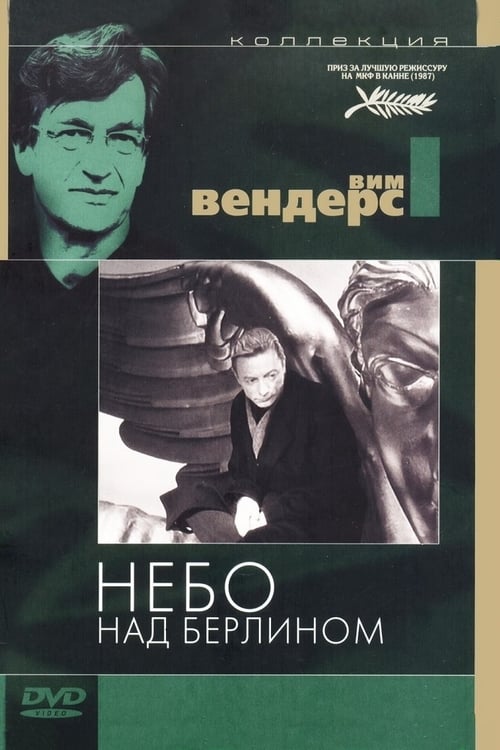 КОЛЛЕКЦИЯ
ПРИЗ ЗА ЛУЧШУЮ РЕЖИССУРУ
НА МКФ В КАННЕ (1987)
ВИМ
ВЕНДЕРС
НЕБО
НАД БЕРЛИНОМ
DVD
VIDEO